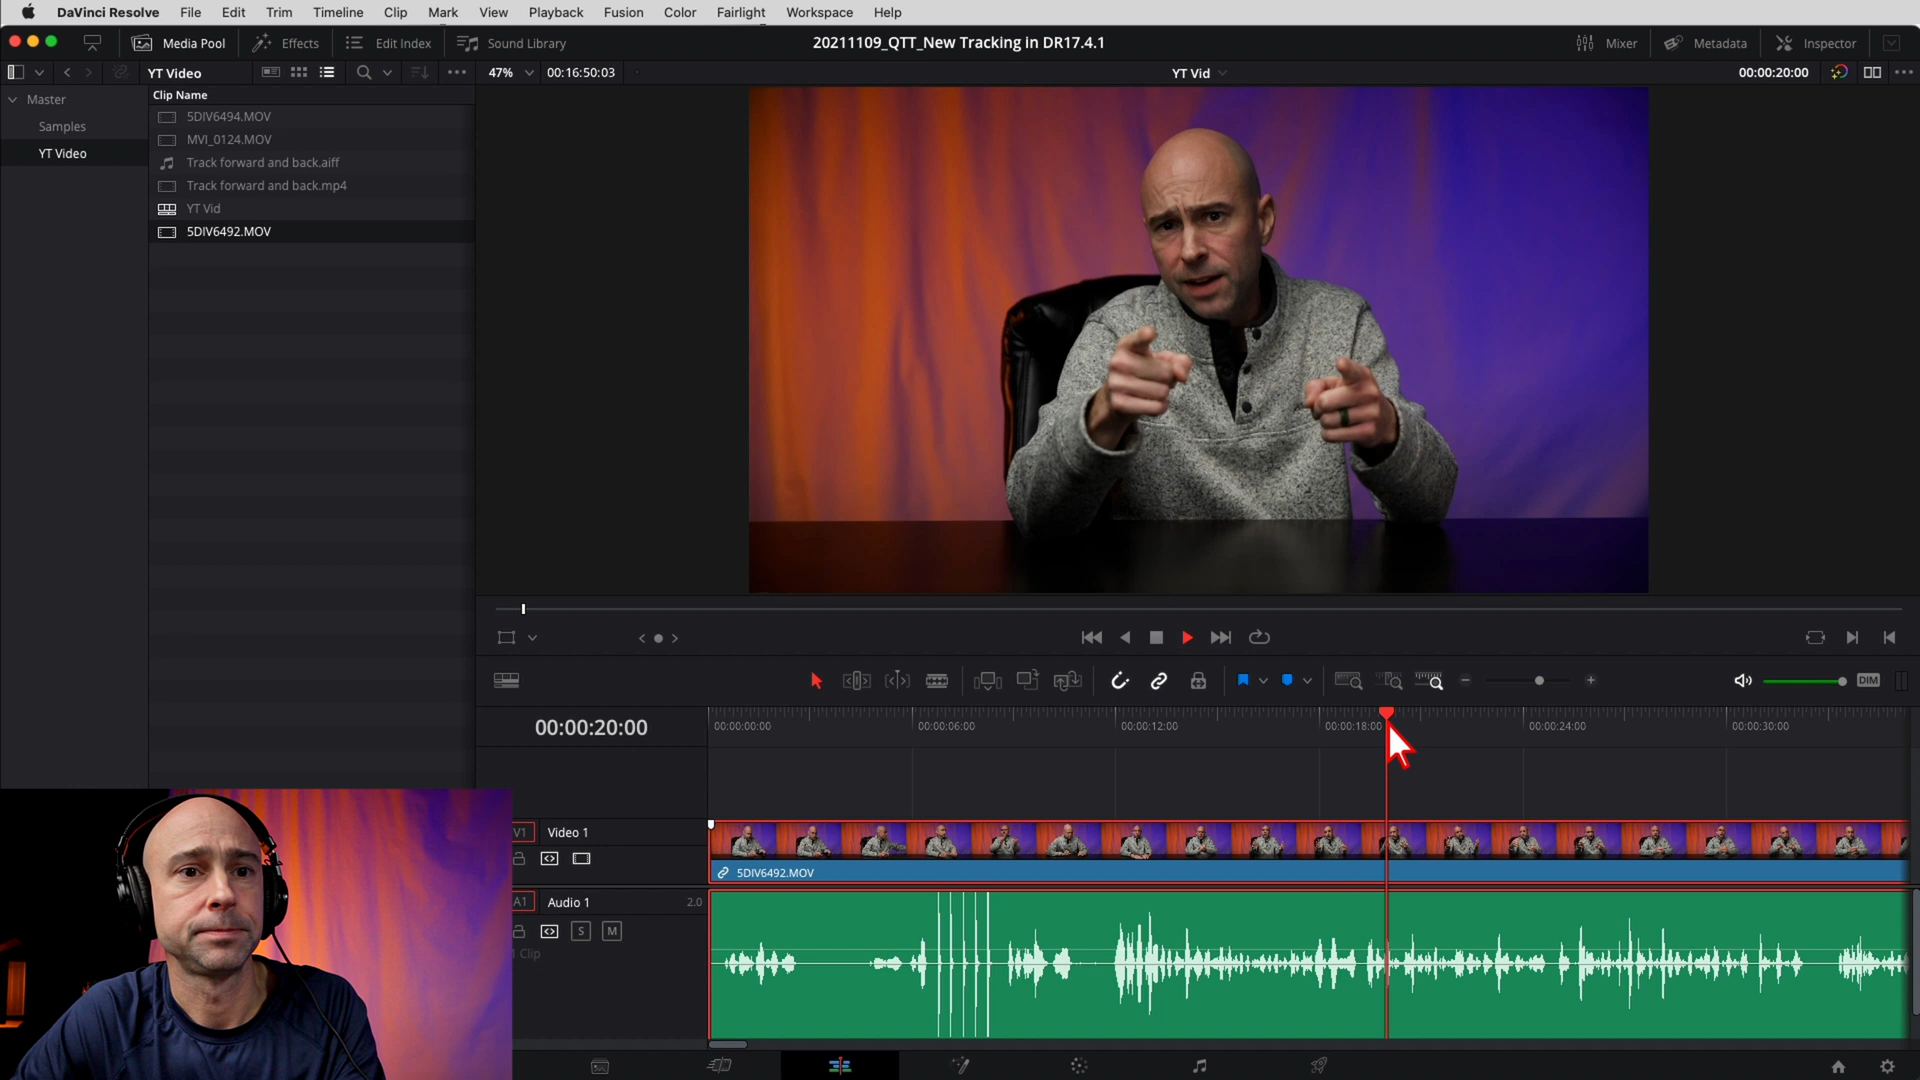 DaVinci Resolve File Edit Trim Timeline Clip Mark View Playback Fusion Color Fairlight Workspace Help
Media Pool Effects Edit Index Sound Library 20211109_QTT_New Tracking in DR17.4.1 Mixer Metadata Inspector
YT Video 47% 00:16:50:03 YT Vid 00:00:20:00
Master
Samples
YT Video
Clip Name
5DIV6494.MOV
MVI_0124.MOV
Track forward and back.aiff
Track forward and back.mp4
YT Vid
5DIV6492.MOV
DIM
00:00:20:00 00:00:00:00 00:00:06:00 00:00:12:00 00:00:18:00 00:00:24:00 00:00:30:00
V1 Video 1
5DIV6492.MOV
A1 Audio 1 2.0
S M
1 Clip